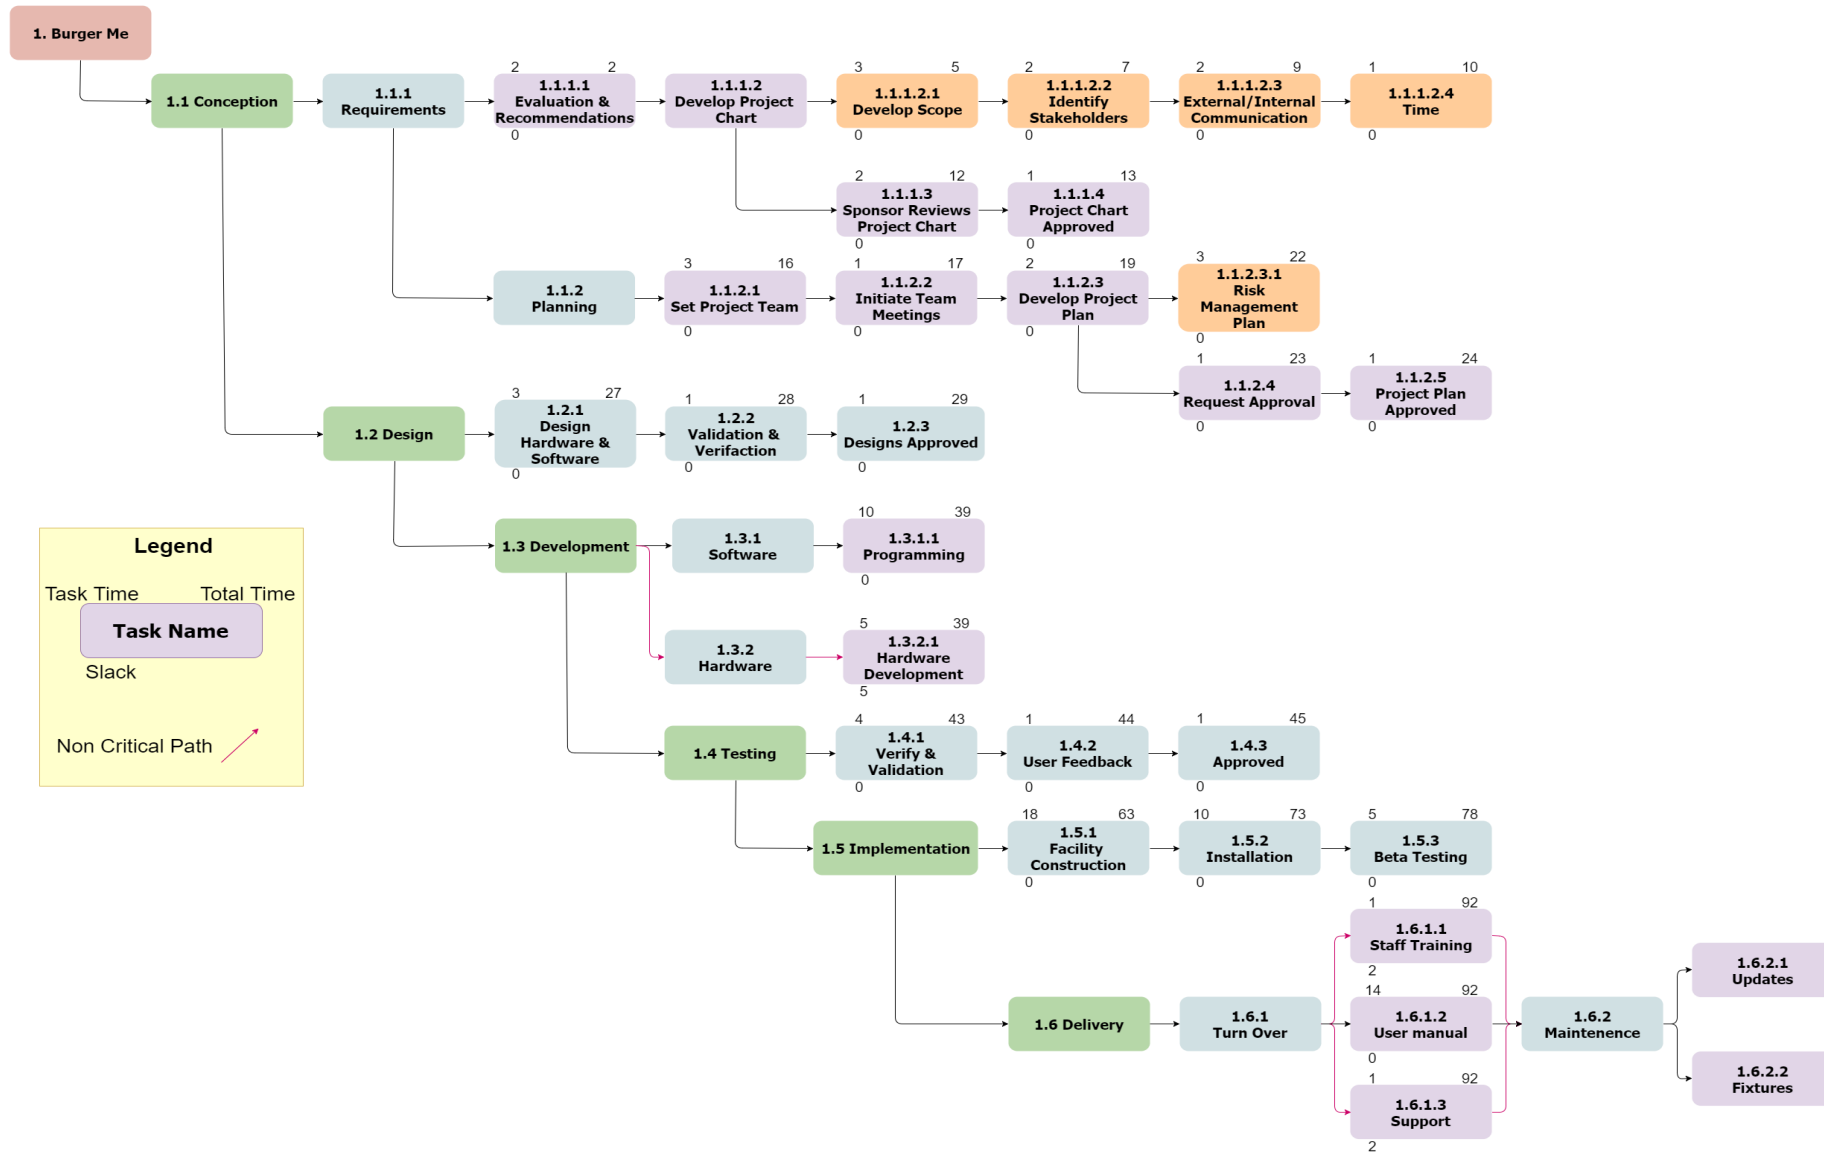 1. Burger Me
1.1 Conception
1.1.1
Requirements
2 2
1.1.1.1
Evaluation &
Recommendations
0
1.1.1.2
Develop Project
Chart
3 5
1.1.1.2.1
Develop Scope
0
2 7
1.1.1.2.2
Identify
Stakeholders
0
2 9
1.1.1.2.3
External/Internal
Communication
0
1 10
1.1.1.2.4
Time
0
2 12
1.1.1.3
Sponsor Reviews
Project Chart
0
1 13
1.1.1.4
Project Chart
Approved
0
1.1.2
Planning
3 16
1.1.2.1
Set Project Team
0
1 17
1.1.2.2
Initiate Team
Meetings
0
2 19
1.1.2.3
Develop Project
Plan
0
3 22
1.1.2.3.1
Risk
Management
Plan
0
1 23
1.1.2.4
Request Approval
0
1 24
1.1.2.5
Project Plan
Approved
0
1.2 Design
3 27
1.2.1
Design
Hardware &
Software
0
1 28
1.2.2
Validation &
Verifaction
0
1 29
1.2.3
Designs Approved
0
1.3 Development
1.3.1
Software
10 39
1.3.1.1
Programming
0
1.3.2
Hardware
5 39
1.3.2.1
Hardware
Development
5
Legend
Task Time Total Time
Task Name
Slack
Non Critical Path
1.4 Testing
4 43
1.4.1
Verify &
Validation
0
1 44
1.4.2
User Feedback
0
1 45
1.4.3
Approved
0
1.5 Implementation
18 63
1.5.1
Facility
Construction
0
10 73
1.5.2
Installation
0
5 78
1.5.3
Beta Testing
0
1.6 Delivery
1.6.1
Turn Over
1 92
1.6.1.1
Staff Training
2
14 92
1.6.1.2
User manual
0
1 92
1.6.1.3
Support
2
1.6.2
Maintenence
1.6.2.1
Updates
1.6.2.2
Fixtures